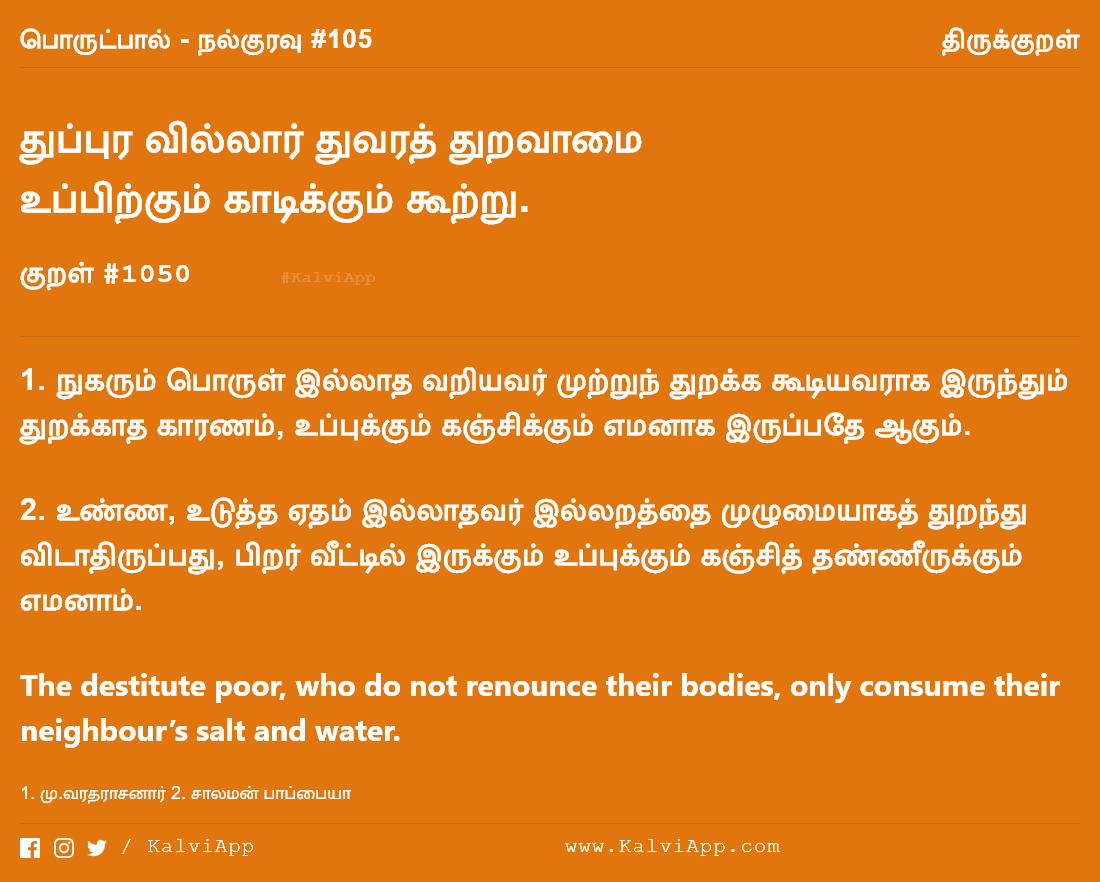 பொருட்பால் - நல்குரவு #105
திருக்குறள்
துப்புர வில்லார் துவரத் துறவாமை
உப்பிற்கும் காடிக்கும் கூற்று.
குறள் #1050
#KalviApp
1. நுகரும் பொருள் இல்லாத வறியவர் முற்றுந் துறக்க கூடியவராக இருந்தும்
துறக்காத காரணம், உப்புக்கும் கஞ்சிக்கும் எமனாக இருப்பதே ஆகும்.
2. உண்ண, உடுத்த ஏதம் இல்லாதவர் இல்லறத்தை முழுமையாகத் துறந்து
விடாதிருப்பது, பிறர் வீட்டில் இருக்கும் உப்புக்கும் கஞ்சித் தண்ணீருக்கும்
எமனாம்.
The destitute poor, who do not renounce their bodies, only consume their
neighbour’s salt and water.
1. மு.வரதராசனார் 2. சாலமன் பாப்பையா
/ KalviApp
www.KalviApp.com